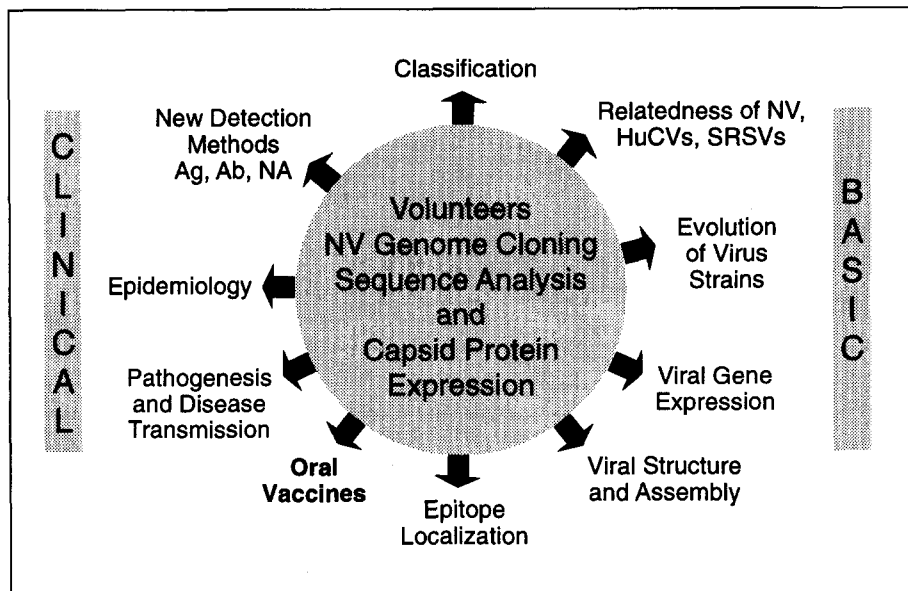 Classification
New Detection
Methods
Ag, Ab, NA
Relatedness of NV,
HuCVs, SRSVs
CLINICAL
BASIC
Volunteers
NV Genome Cloning
Sequence Analysis
and
Capsid Protein
Expression
Evolution
of Virus
Strains
Epidemiology
Pathogenesis
and Disease
Transmission
Viral Gene
Expression
Oral
Vaccines
Viral Structure
and Assembly
Epitope
Localization